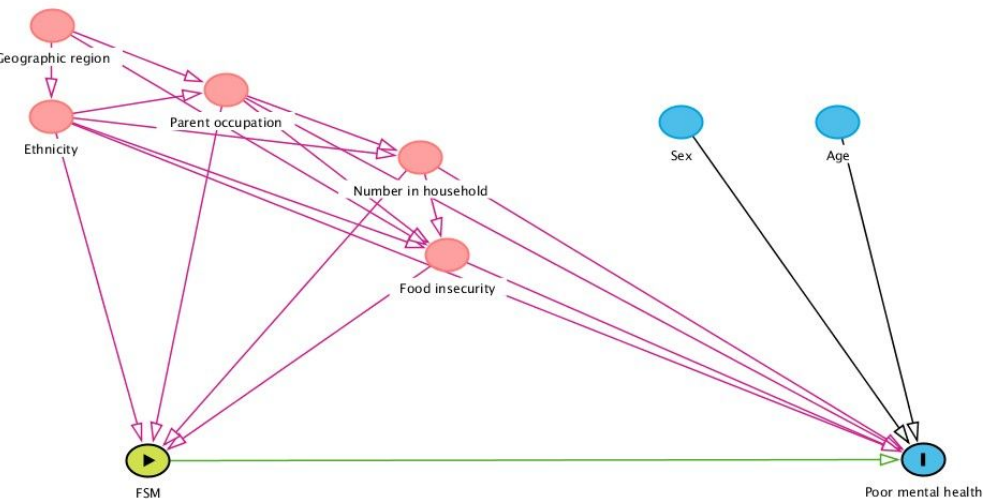 Geographic region
Parent occupation
Ethnicity
Sex
Age
Number in household
Food insecurity
FSM
Poor mental health